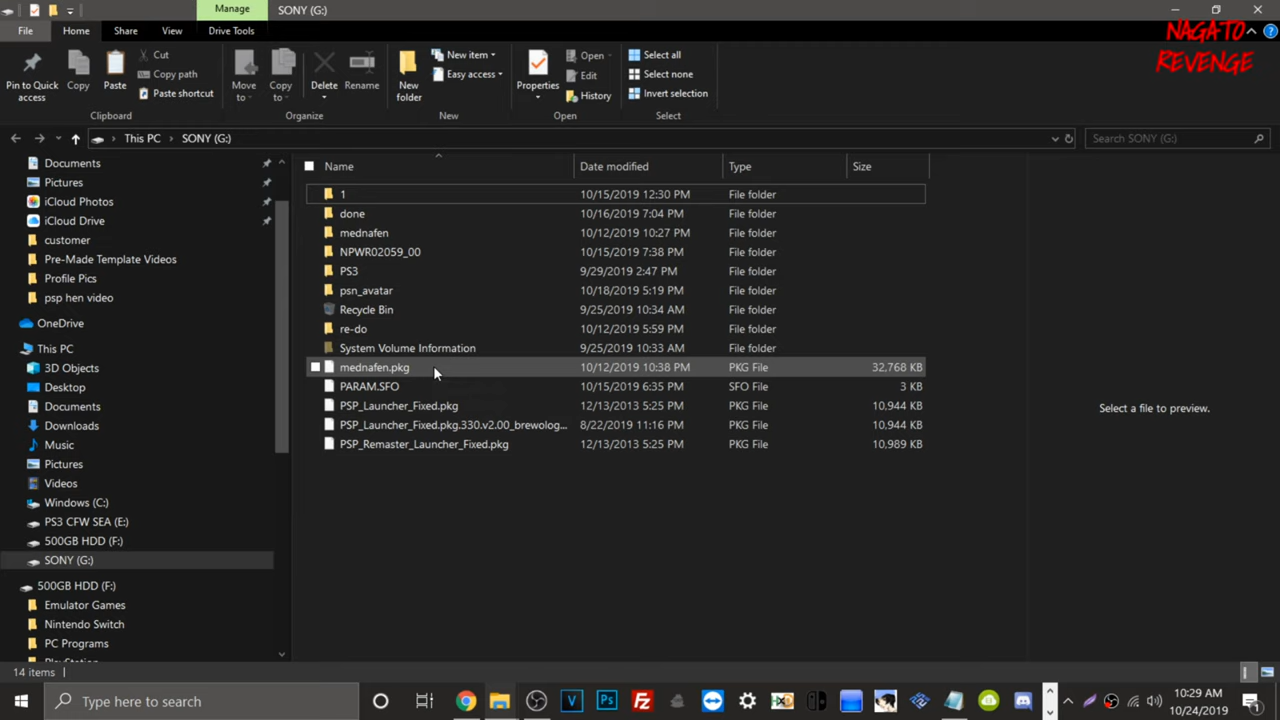 Manage
SONY (G:)
File
Home
Share
View
Drive Tools
NAGATO
REVENGE
Pin to Quick
access
Copy
Paste
Cut
Copy path
Paste shortcut
Clipboard
Move
to
Copy
to
Delete
Rename
Organize
New
folder
New item
Easy access
New
Properties
Open
Edit
History
Open
Select all
Select none
Invert selection
Select
This PC
SONY (G:)
Search SONY (G:)
Documents
Pictures
iCloud Photos
iCloud Drive
customer
Pre-Made Template Videos
Profile Pics
psp hen video
OneDrive
This PC
3D Objects
Desktop
Documents
Downloads
Music
Pictures
Videos
Windows (C:)
PS3 CFW SEA (E:)
500GB HDD (F:)
SONY (G:)
500GB HDD (F:)
Emulator Games
Nintendo Switch
PC Programs
Name Date modified Type Size
1 10/15/2019 12:30 PM File folder
done 10/16/2019 7:04 PM File folder
mednafen 10/12/2019 10:27 PM File folder
NPWR02059_00 10/15/2019 7:38 PM File folder
PS3 9/29/2019 2:47 PM File folder
psn_avatar 10/18/2019 5:19 PM File folder
Recycle Bin 9/25/2019 10:34 AM File folder
re-do 10/12/2019 5:59 PM File folder
System Volume Information 9/25/2019 10:33 AM File folder
mednafen.pkg 10/12/2019 10:38 PM PKG File 32,768 KB
PARAM.SFO 10/15/2019 6:35 PM SFO File 3 KB
PSP_Launcher_Fixed.pkg 12/13/2013 5:25 PM PKG File 10,944 KB
PSP_Launcher_Fixed.pkg.330.v2.00_brewolog... 8/22/2019 11:16 PM PKG File 10,944 KB
PSP_Remaster_Launcher_Fixed.pkg 12/13/2013 5:25 PM PKG File 10,989 KB
Select a file to preview.
14 items
Type here to search
10:29 AM
10/24/2019